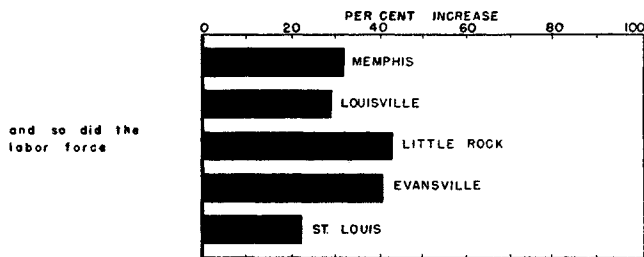 PER CENT INCREASE
0 20 40 60 80 100
MEMPHIS
LOUISVILLE
and so did the
labor force
LITTLE ROCK
EVANSVILLE
ST. LOUIS